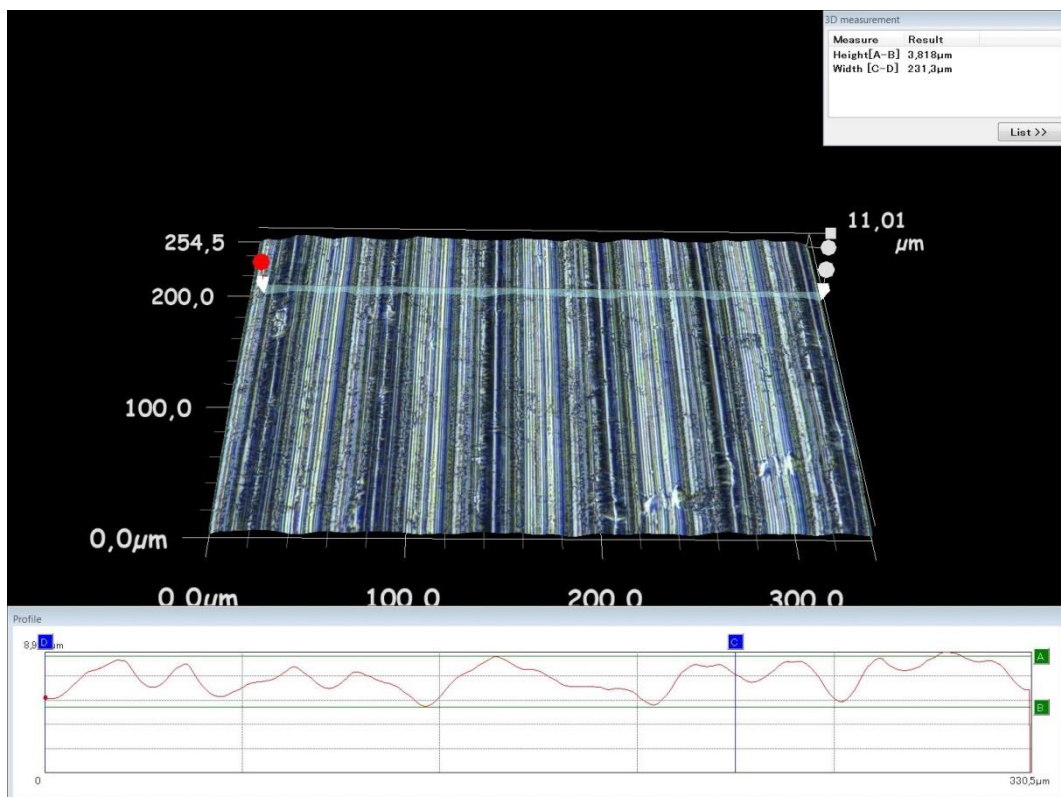 3D measurement
Measure Result
Height[A-B] 3,818µm
Width [C-D] 231,3µm
List >>
11,01
µm
254,5
200,0
100,0
0,0µm
0 0µm 100 0 200 0 300 0
Profile
D C
µm
A
B
0 330,5µm